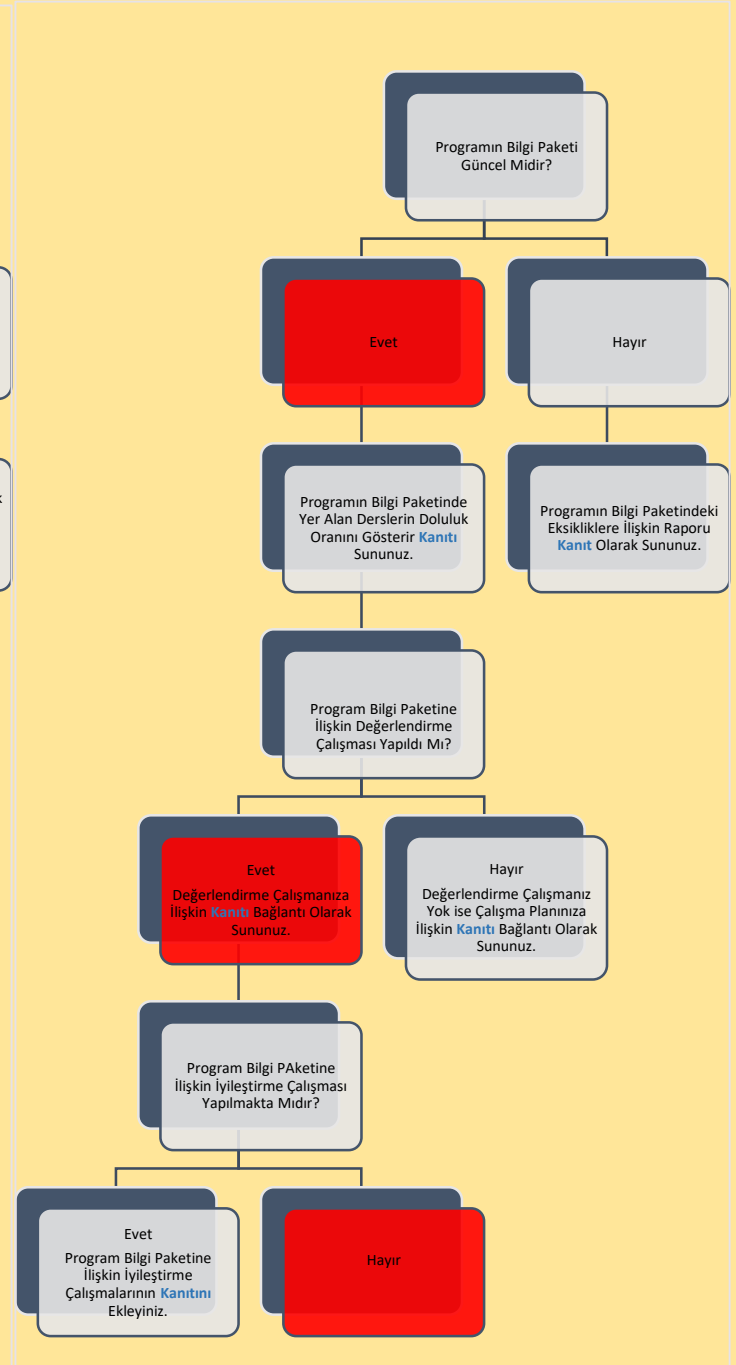 Programın Bilgi Paketi
Güncel Midir?
Evet
Hayır
Programın Bilgi Paketinde
Yer Alan Derslerin Doluluk
Oranını Gösterir Kanıtı
Sununuz.
Programın Bilgi Paketindeki
Eksikliklere İlişkin Raporu
Kanıt Olarak Sununuz.
Program Bilgi Paketine
İlişkin Değerlendirme
Çalışması Yapıldı Mı?
Evet
Değerlendirme Çalışmanıza
İlişkin Kanıtı Bağlantı Olarak
Sununuz.
Hayır
Değerlendirme Çalışmanız
Yok ise Çalışma Planınıza
İlişkin Kanıtı Bağlantı Olarak
Sununuz.
Program Bilgi PAketine
İlişkin İyileştirme Çalışması
Yapılmakta Mıdır?
Evet
Program Bilgi Paketine
İlişkin İyileştirme
Çalışmalarının Kanıtını
Ekleyiniz.
Hayır